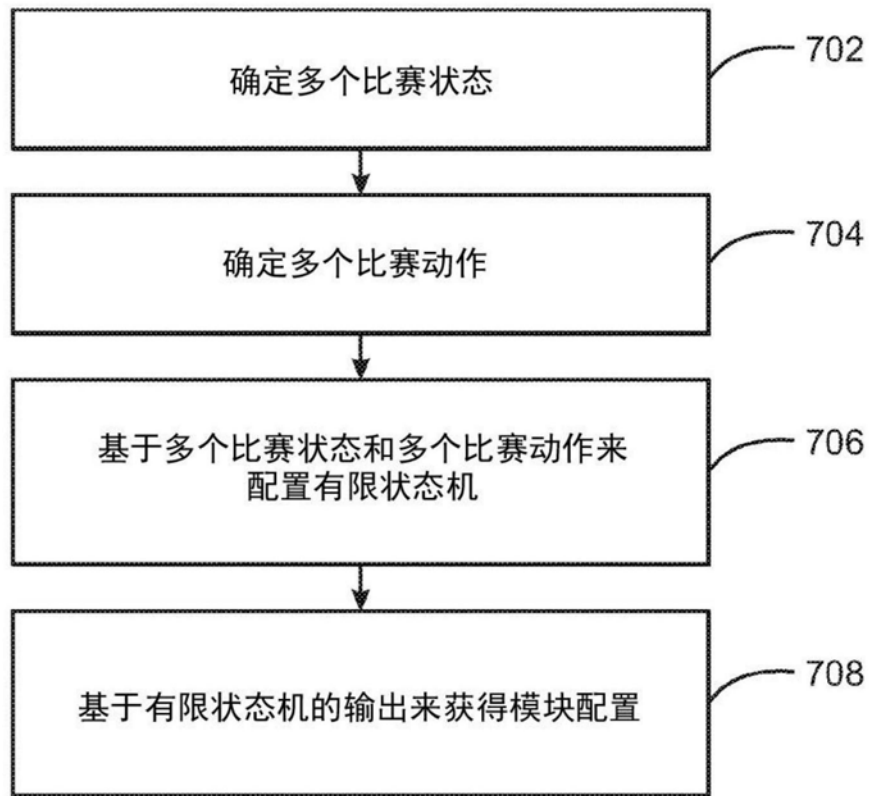 确定多个比赛状态
702
确定多个比赛动作
704
基于多个比赛状态和多个比赛动作来
配置有限状态机
706
基于有限状态机的输出来获得模块配置
708